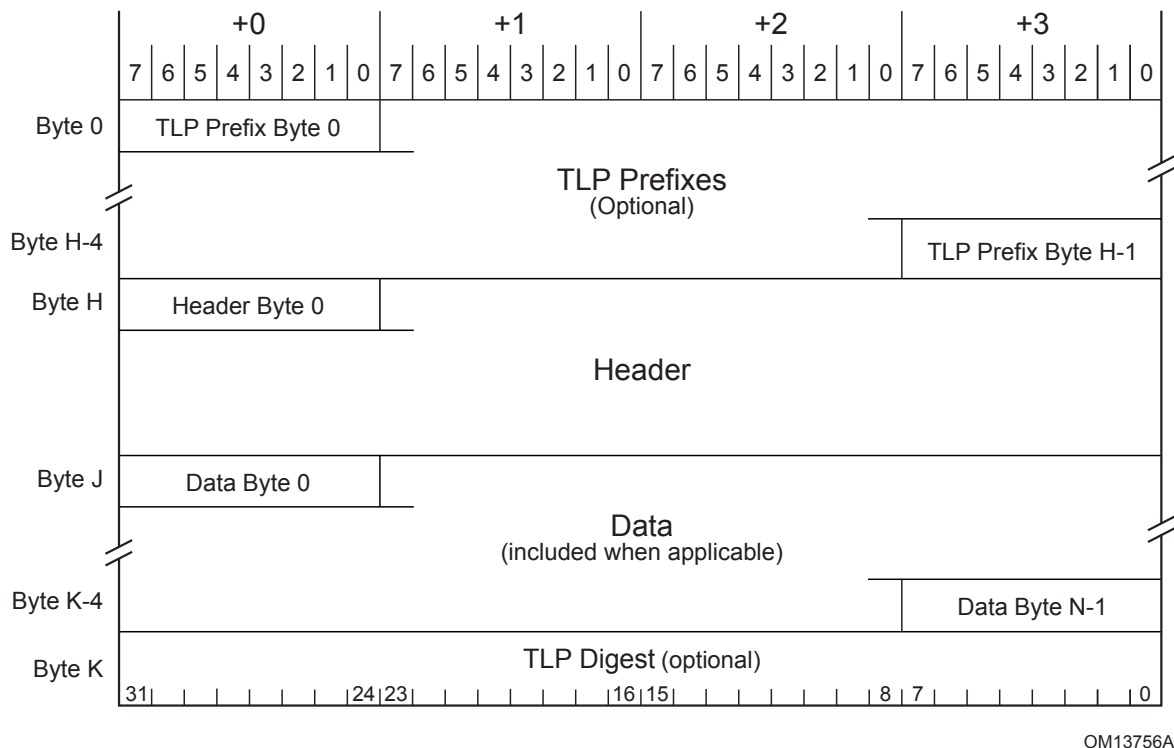 +0 +1 +2 +3
7 6 5 4 3 2 1 0 7 6 5 4 3 2 1 0 7 6 5 4 3 2 1 0 7 6 5 4 3 2 1 0
Byte 0 TLP Prefix Byte 0
TLP Prefixes
(Optional)
Byte H-4 TLP Prefix Byte H-1
Byte H Header Byte 0
Header
Byte J Data Byte 0
Data
(included when applicable)
Byte K-4 Data Byte N-1
Byte K TLP Digest (optional)
31 24 23 16 15 8 7 0
OM13756A